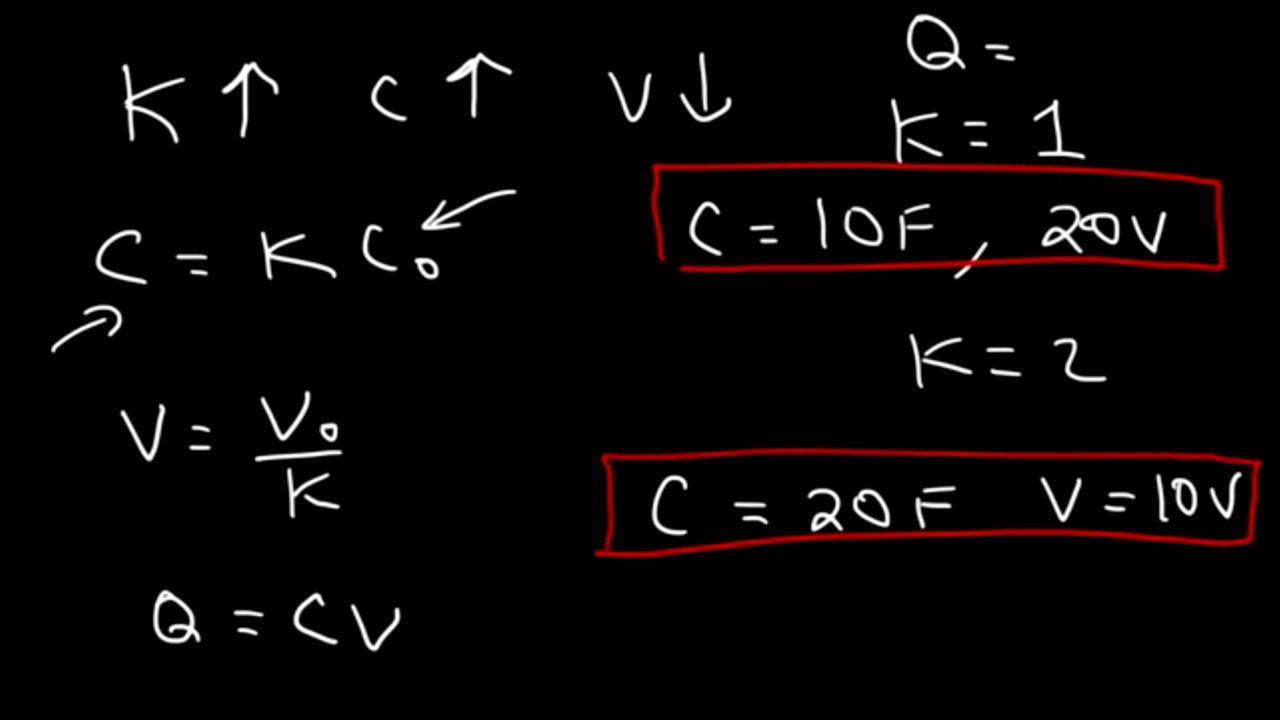 K ↑ C ↑ V ↓
Q =
K = 1
C = 10F, 20V
C = K C₀
K = 2
V = V₀/K
C = 20F V = 10V
Q = CV